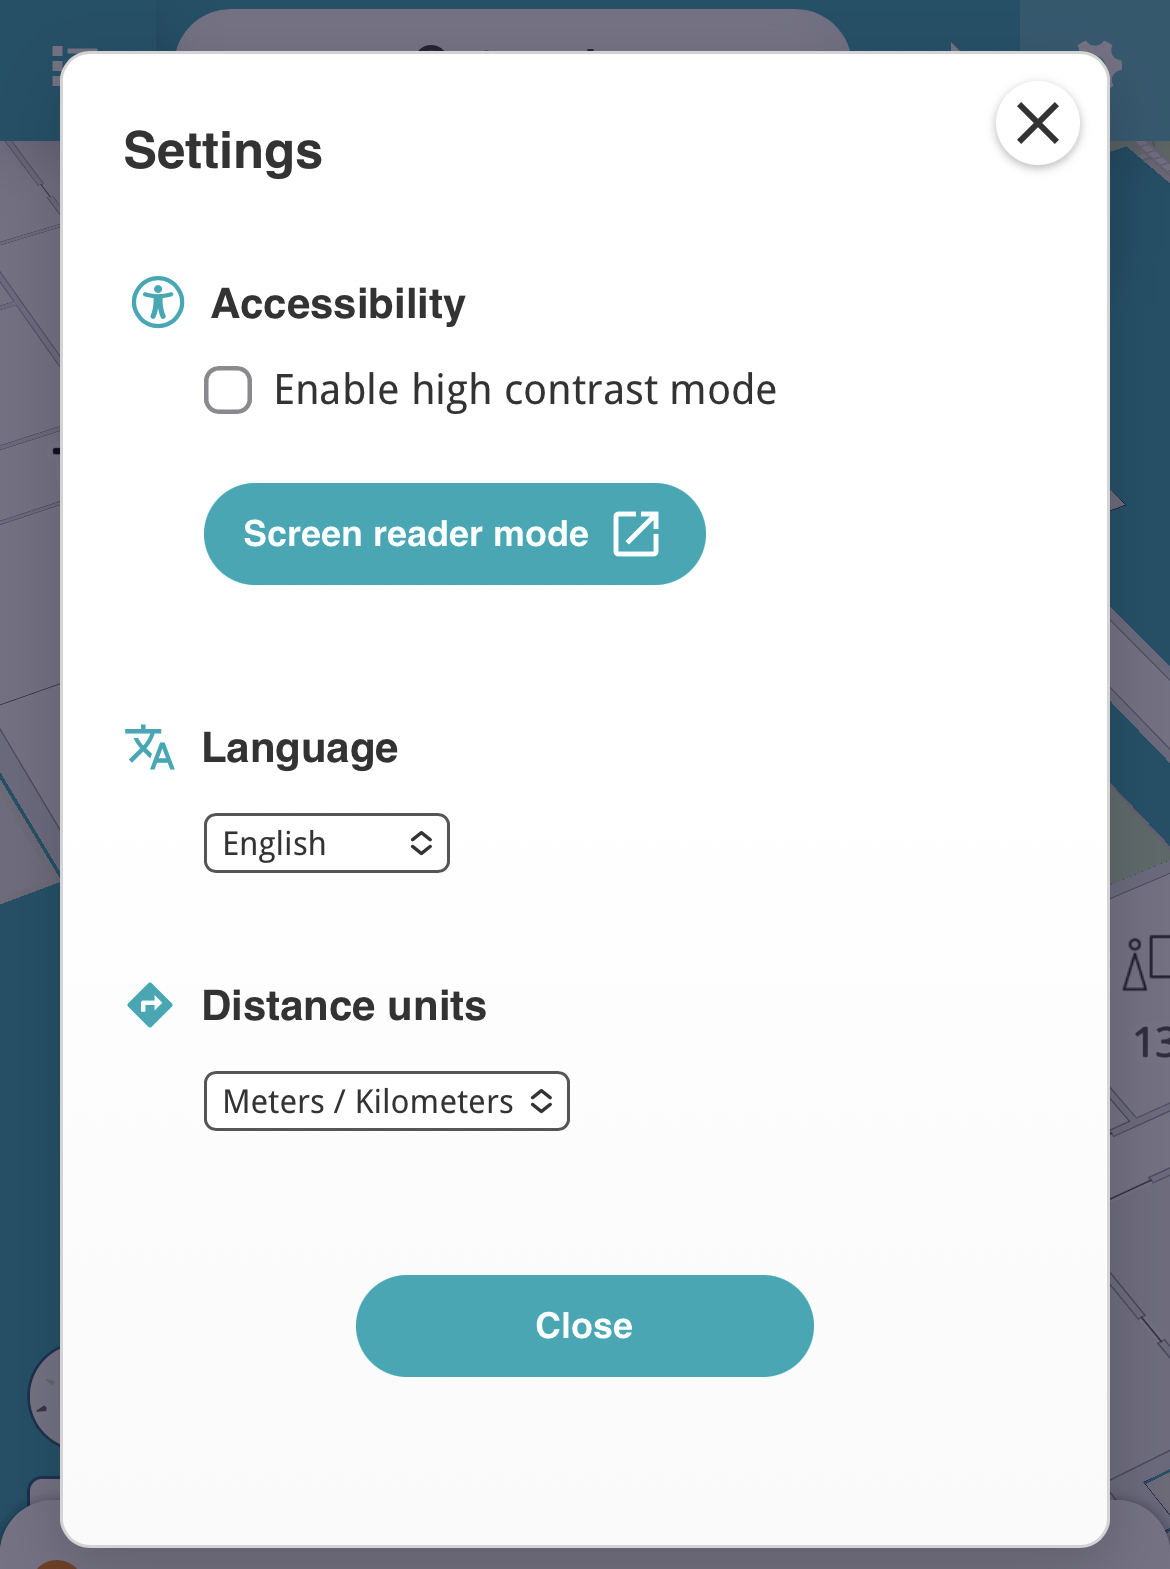 Settings
Accessibility
Enable high contrast mode
Screen reader mode
Language
English
Distance units
Meters / Kilometers
Close